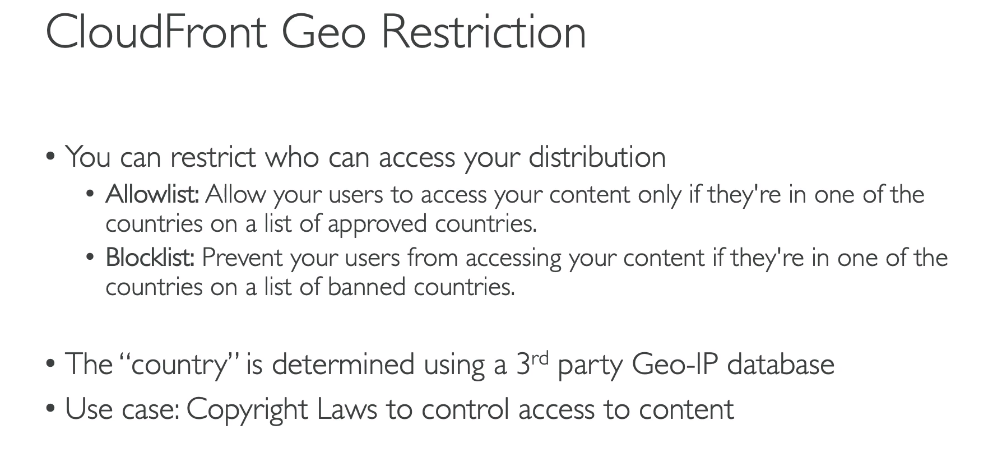 CloudFront Geo Restriction
• You can restrict who can access your distribution
• Allowlist: Allow your users to access your content only if they're in one of the
countries on a list of approved countries.
• Blocklist: Prevent your users from accessing your content if they're in one of the
countries on a list of banned countries.
• The “country” is determined using a 3rd party Geo-IP database
• Use case: Copyright Laws to control access to content